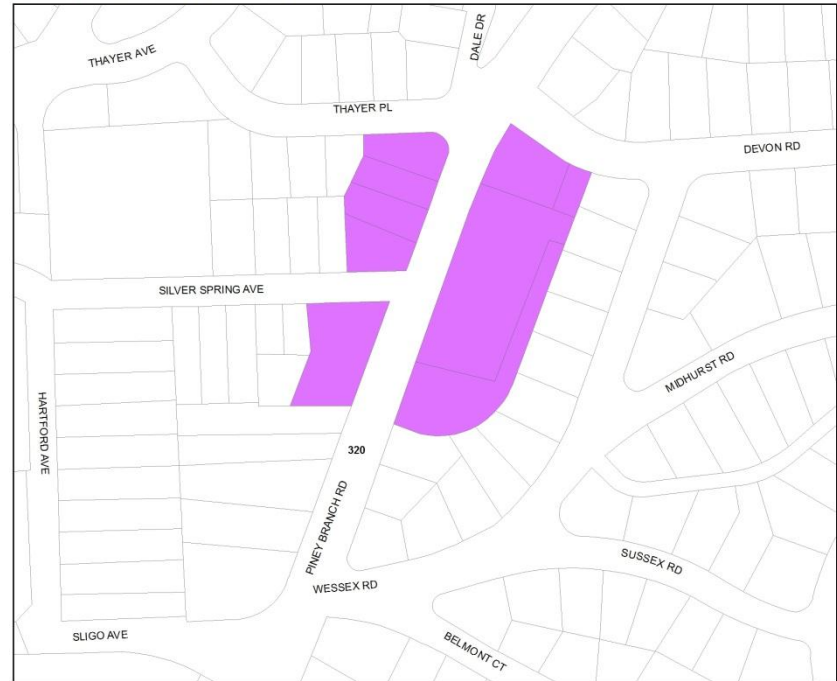 DALE DR
THAYER AVE
THAYER PL
DEVON RD
SILVER SPRING AVE
MIDHURST RD
HARTFORD AVE
320
PINEY BRANCH RD
SUSSEX RD
WESSEX RD
SLIGO AVE
BELMONT CT